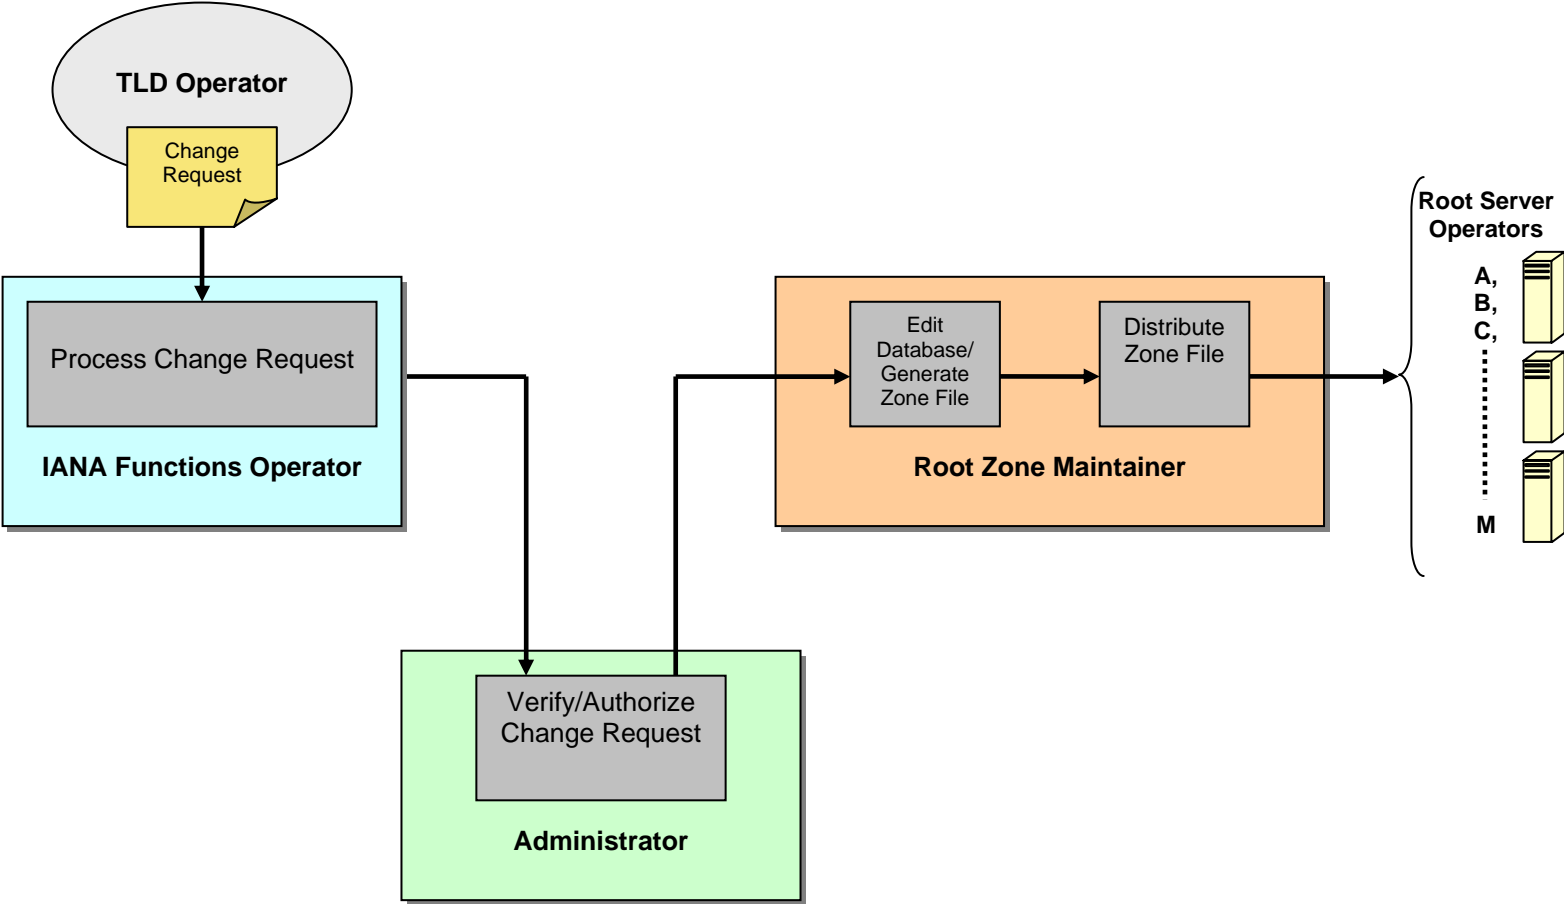 TLD Operator
Change
Request
Process Change Request
IANA Functions Operator
Verify/Authorize
Change Request
Administrator
Edit
Database/
Generate
Zone File
Distribute
Zone File
Root Zone Maintainer
Root Server
Operators
A,
B,
C,
M